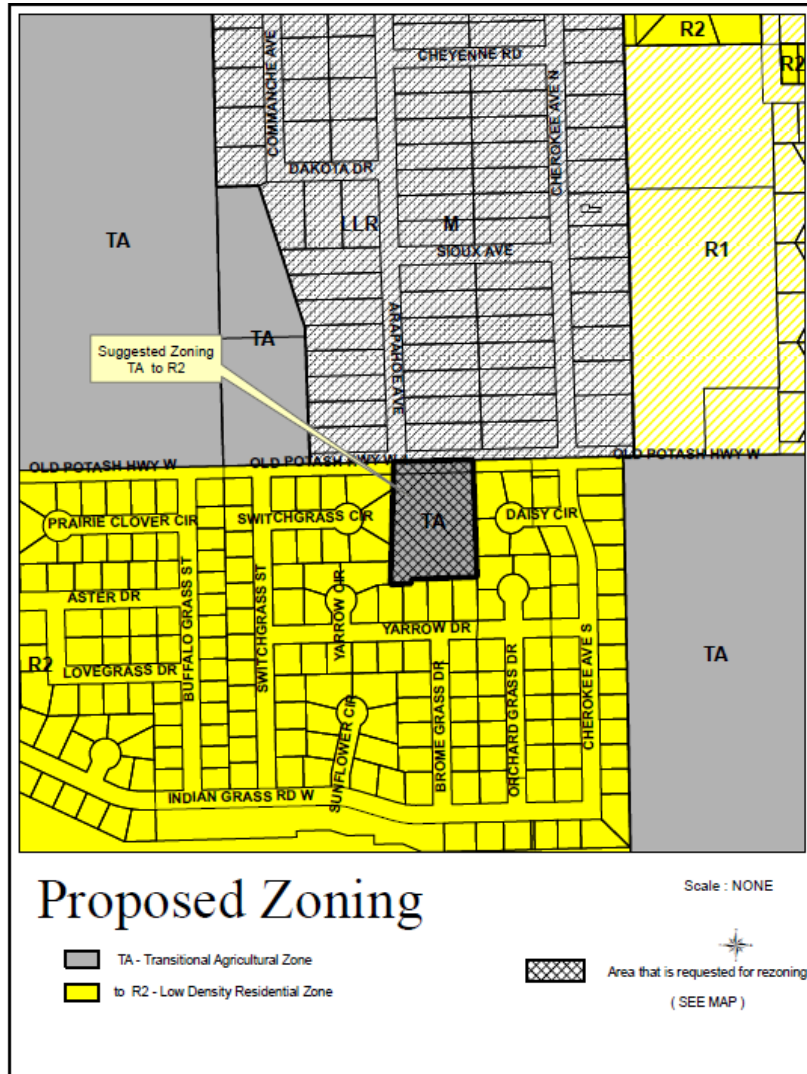 R2
R2
CHEYENNE RD
COMMANCHE AVE
CHEROKEE AVE N
DAKOTA DR
TA
LLR
M
SIOUX AVE
R1
TA
ARAPAHOE AVE
Suggested Zoning
TA to R2
OLD POTASH HWY W
OLD POTASH HWY W
OLD POTASH HWY W
PRAIRIE CLOVER CIR
SWITCHGRASS CIR
TA
DAISY CIR
ASTER DR
BUFFALO GRASS ST
SWITCHGRASS ST
YARROW CIR
YARROW DR
R2
LOVEGRASS DR
BROME GRASS DR
ORCHARD GRASS DR
CHEROKEE AVE S
TA
SUNFLOWER CIR
INDIAN GRASS RD W
Proposed Zoning
Scale : NONE
TA - Transitional Agricultural Zone
to R2 - Low Density Residential Zone
Area that is requested for rezoning
( SEE MAP )